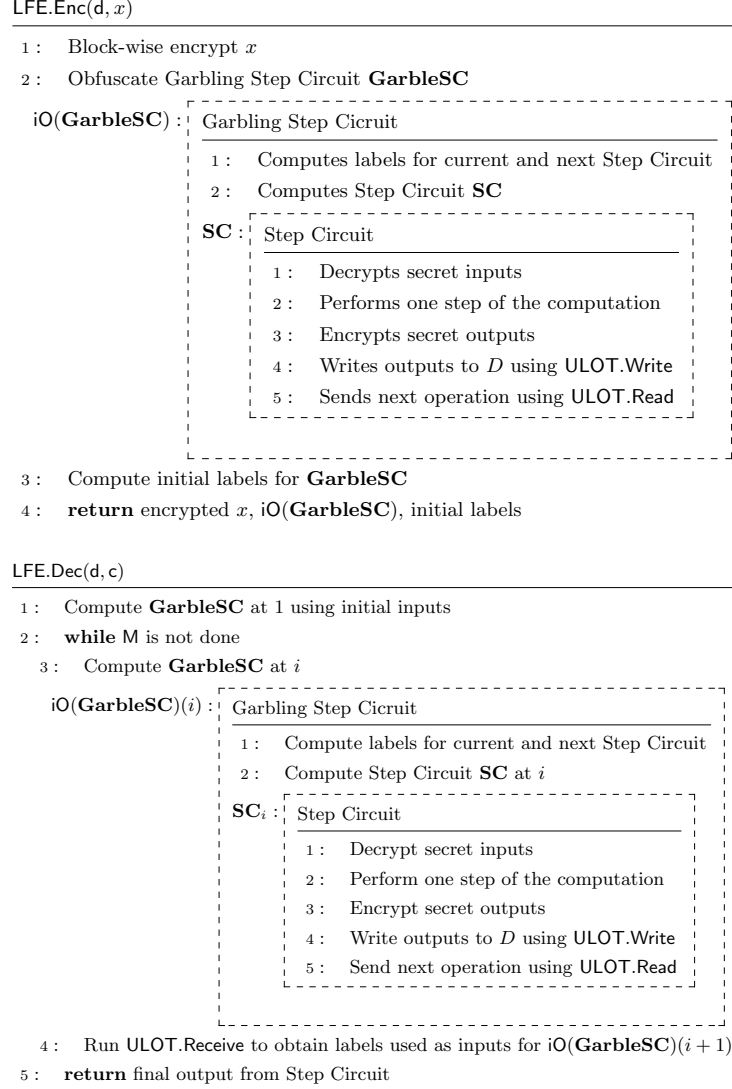 LFE.Enc(d, x)
1 : Block-wise encrypt x
2 : Obfuscate Garbling Step Circuit GarbleSC
iO(GarbleSC) : Garbling Step Cicruit
1 : Computes labels for current and next Step Circuit
2 : Computes Step Circuit SC
SC : Step Circuit
1 : Decrypts secret inputs
2 : Performs one step of the computation
3 : Encrypts secret outputs
4 : Writes outputs to D using ULOT.Write
5 : Sends next operation using ULOT.Read
3 : Compute initial labels for GarbleSC
4 : return encrypted x, iO(GarbleSC), initial labels
LFE.Dec(d, c)
1 : Compute GarbleSC at 1 using initial inputs
2 : while M is not done
3 : Compute GarbleSC at i
iO(GarbleSC)(i) : Garbling Step Cicruit
1 : Compute labels for current and next Step Circuit
2 : Compute Step Circuit SC at i
SCᵢ : Step Circuit
1 : Decrypt secret inputs
2 : Perform one step of the computation
3 : Encrypt secret outputs
4 : Write outputs to D using ULOT.Write
5 : Send next operation using ULOT.Read
4 : Run ULOT.Receive to obtain labels used as inputs for iO(GarbleSC)(i + 1)
5 : return final output from Step Circuit